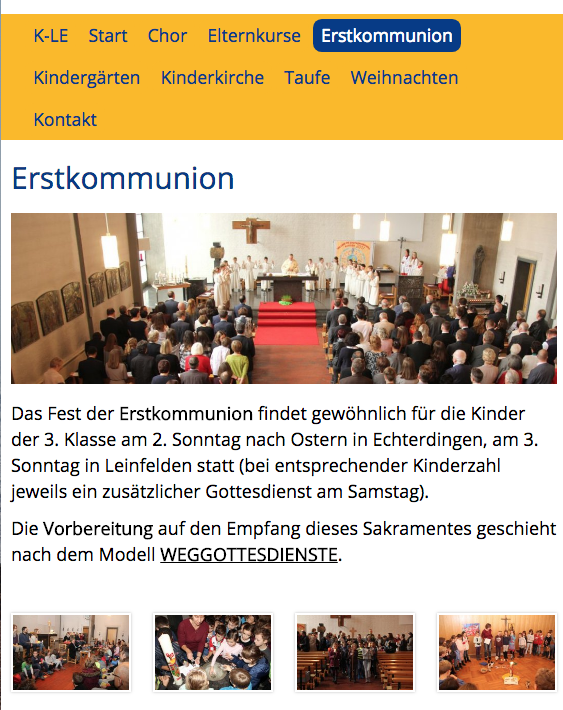 K-LE Start Chor Elternkurse Erstkommunion
Kindergärten Kinderkirche Taufe Weihnachten
Kontakt
Erstkommunion
Das Fest der Erstkommunion findet gewöhnlich für die Kinder
der 3. Klasse am 2. Sonntag nach Ostern in Echterdingen, am 3.
Sonntag in Leinfelden statt (bei entsprechender Kinderzahl
jeweils ein zusätzlicher Gottesdienst am Samstag).
Die Vorbereitung auf den Empfang dieses Sakramentes geschieht
nach dem Modell WEGGOTTESDIENSTE.